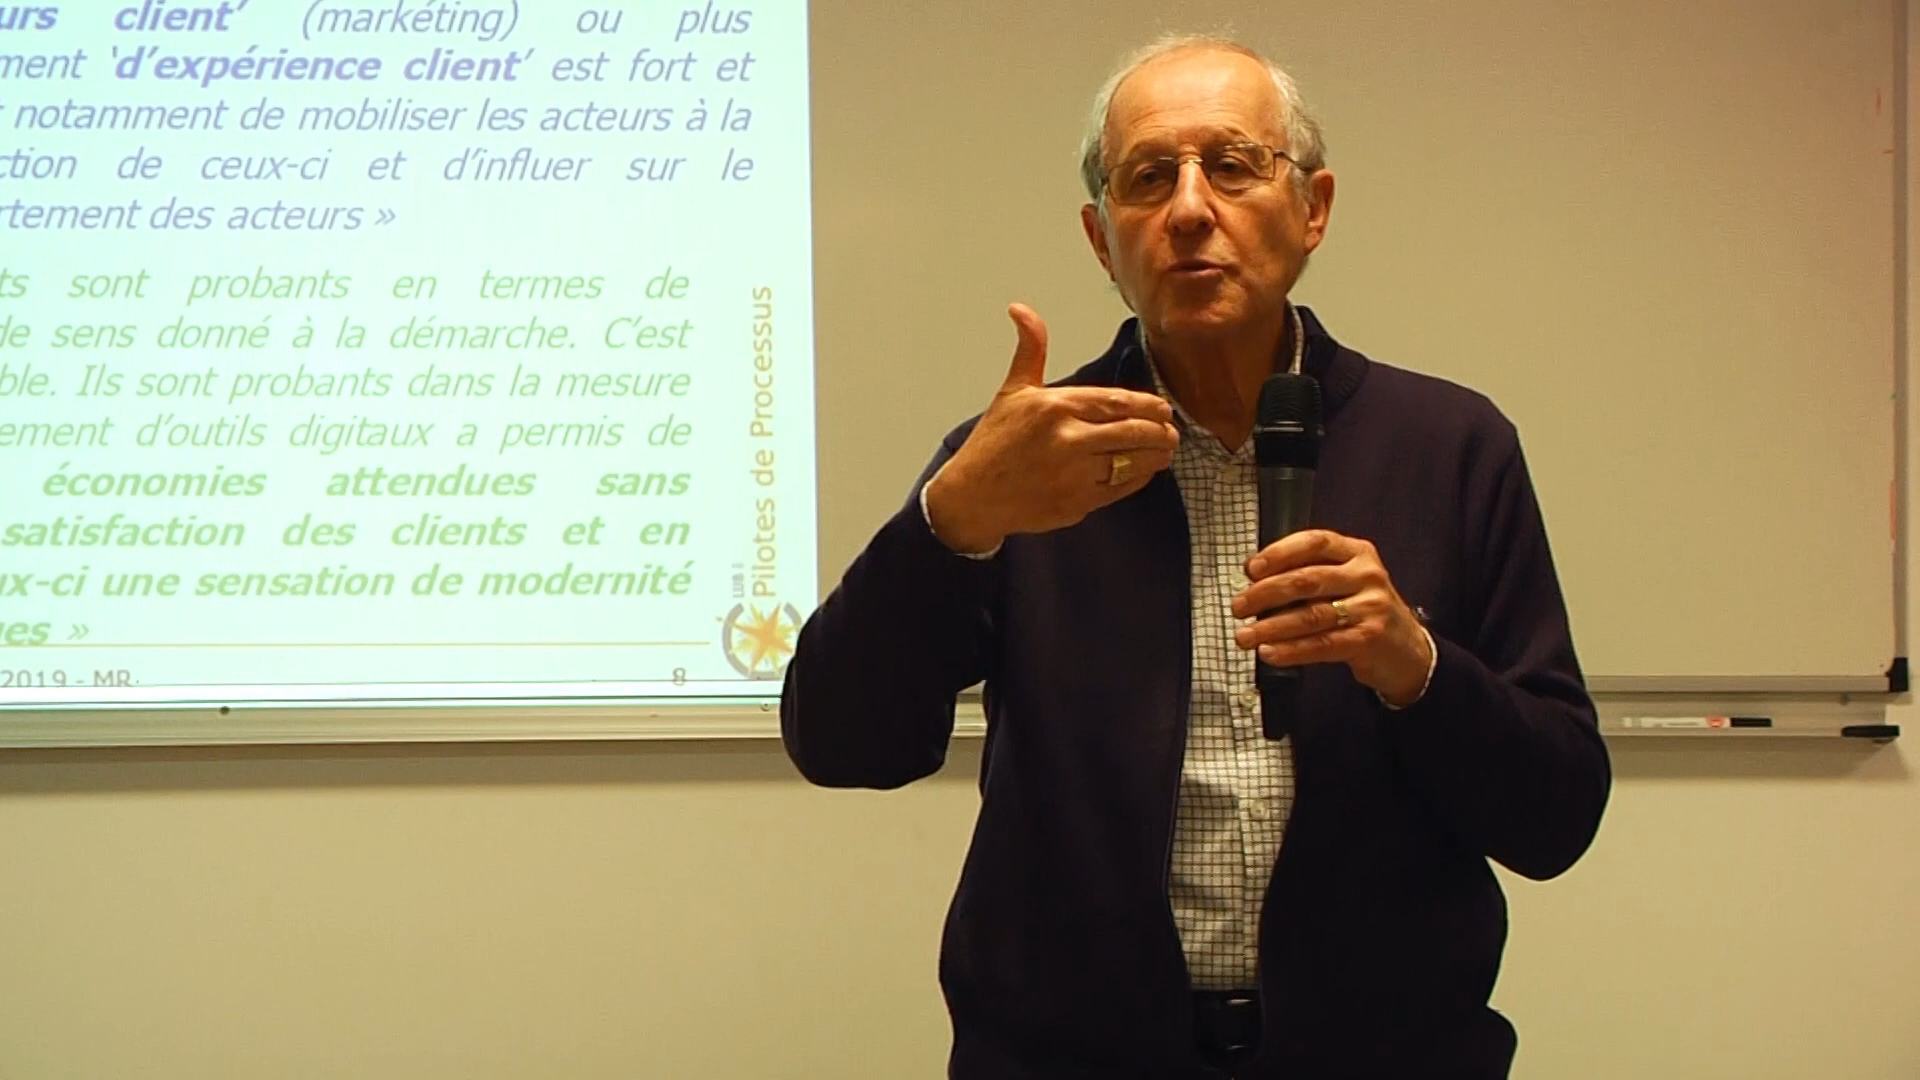 urs client’ (markéting) ou plus
ment ‘d’expérience client’ est fort et
notamment de mobiliser les acteurs à la
ction de ceux-ci et d’influer sur le
rtement des acteurs »
ts sont probants en termes de
de sens donné à la démarche. C’est
ble. Ils sont probants dans la mesure
ement d’outils digitaux a permis de
économies attendues sans
satisfaction des clients et en
ux-ci une sensation de modernité
ues »
2019 - MR
8
Pilotes de Processus